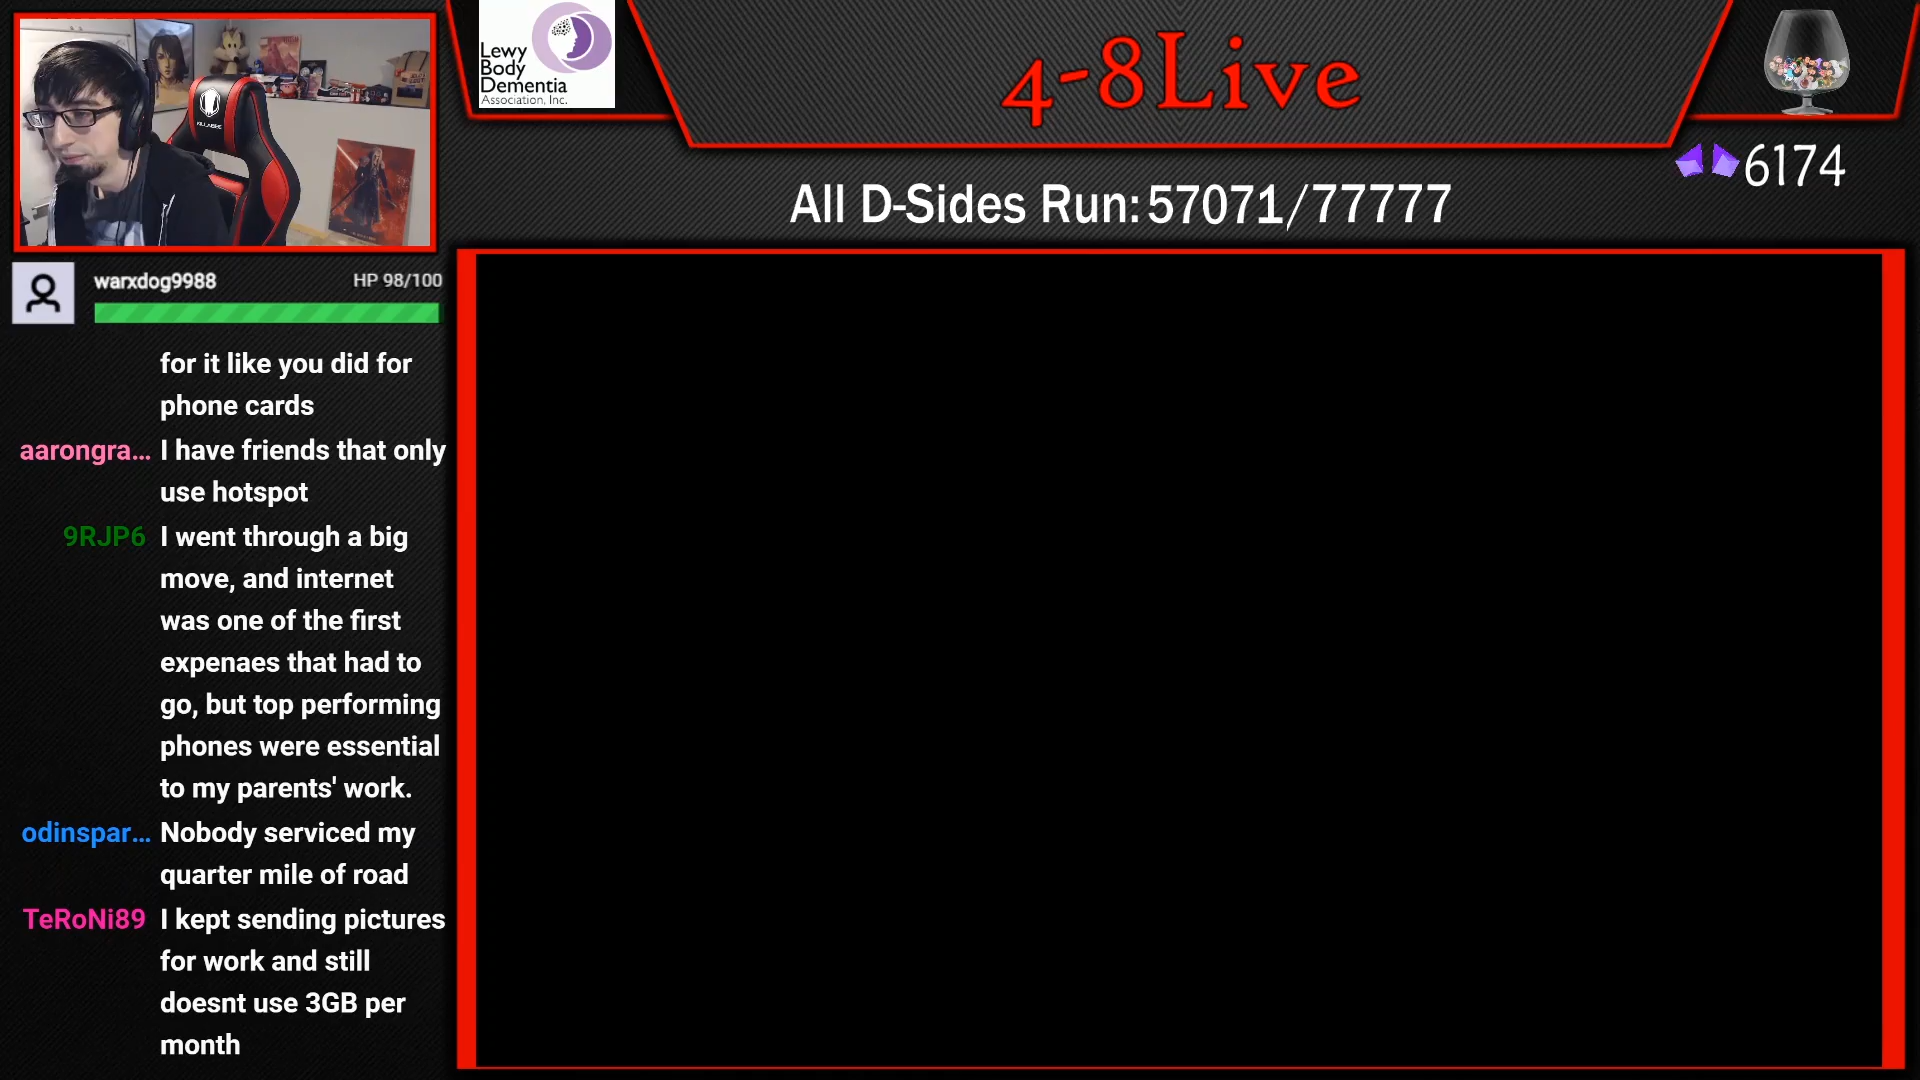 Lewy
Body
Dementia
Association, Inc.
4-8Live
6174
All D-Sides Run: 57071/77777
warxdog9988 HP 98/100
for it like you did for
phone cards
aarongra... I have friends that only
use hotspot
9RJP6 I went through a big
move, and internet
was one of the first
expenaes that had to
go, but top performing
phones were essential
to my parents' work.
odinspar... Nobody serviced my
quarter mile of road
TeRoNi89 I kept sending pictures
for work and still
doesnt use 3GB per
month